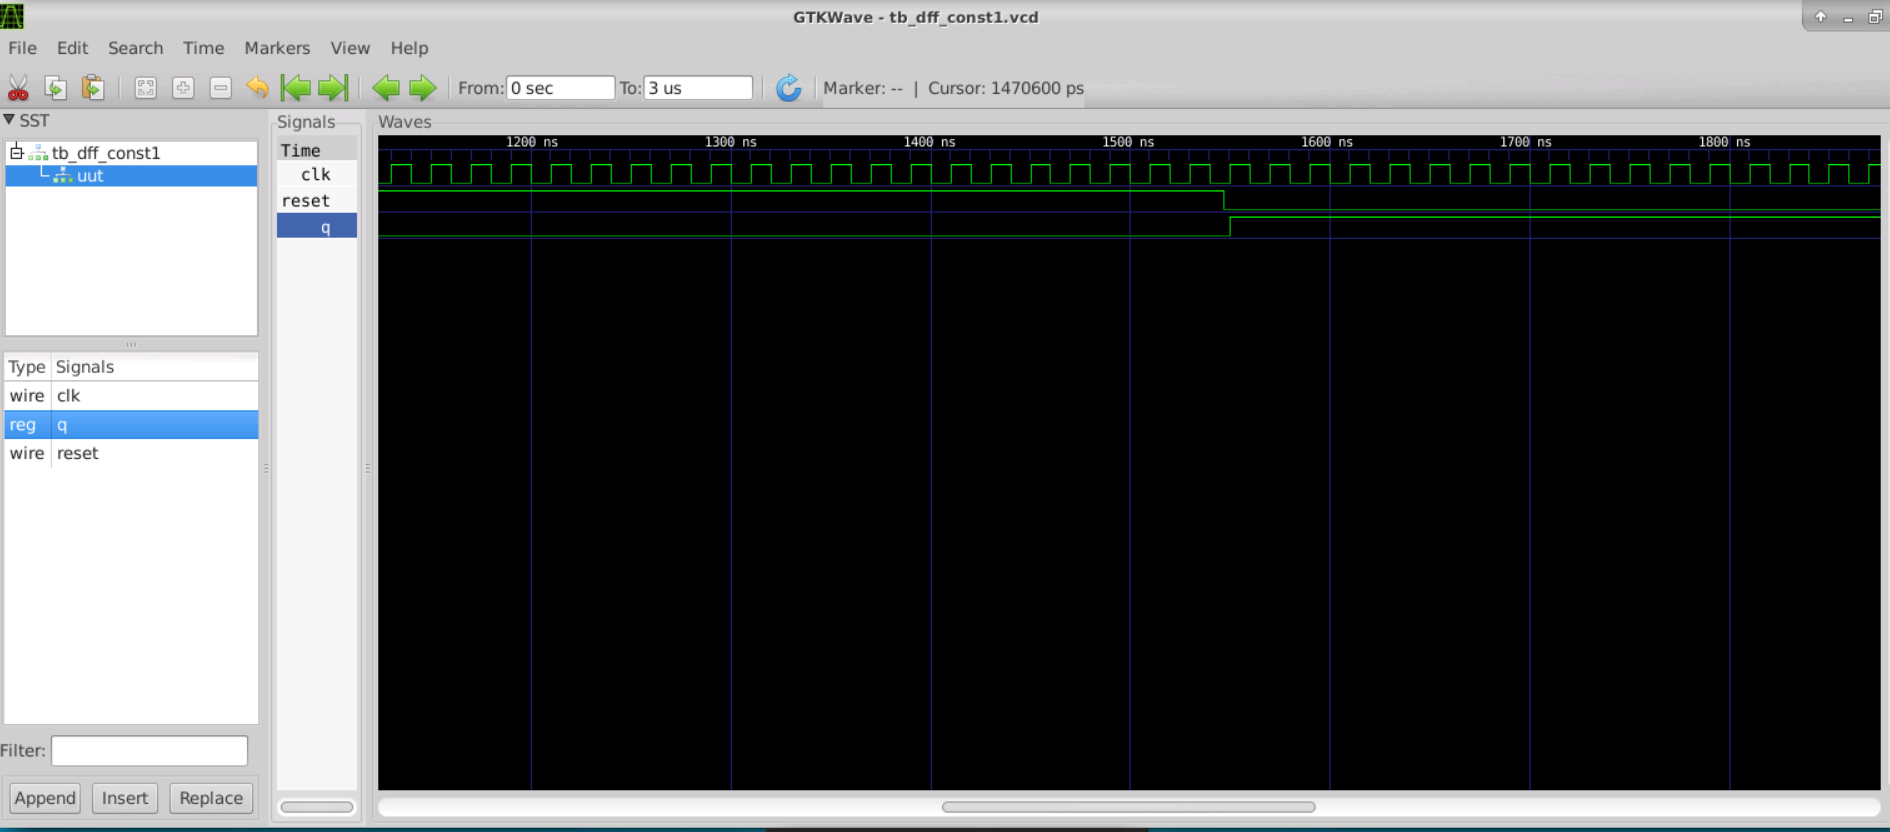 GTKWave - tb_dff_const1.vcd
File Edit Search Time Markers View Help
From: 0 sec To: 3 us Marker: -- | Cursor: 1470600 ps
SST
tb_dff_const1
uut
Type Signals
wire clk
reg q
wire reset
Filter:
Append Insert Replace
Signals
Time
clk
reset
q
Waves
1200 ns 1300 ns 1400 ns 1500 ns 1600 ns 1700 ns 1800 ns